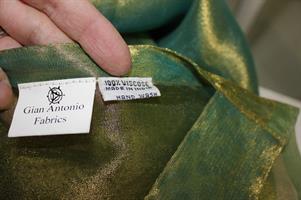 Gian Antonio
Fabrics
100% VISCOSE
MADE IN INDIA
HAND WASH